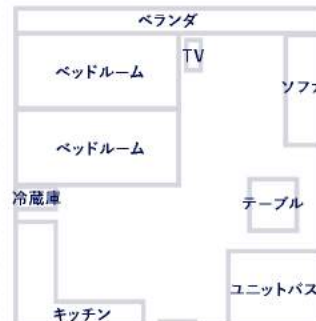 ベランダ
TV
ベッドルーム
ソファ
ベッドルーム
冷蔵庫
テーブル
ユニットバス
キッチン